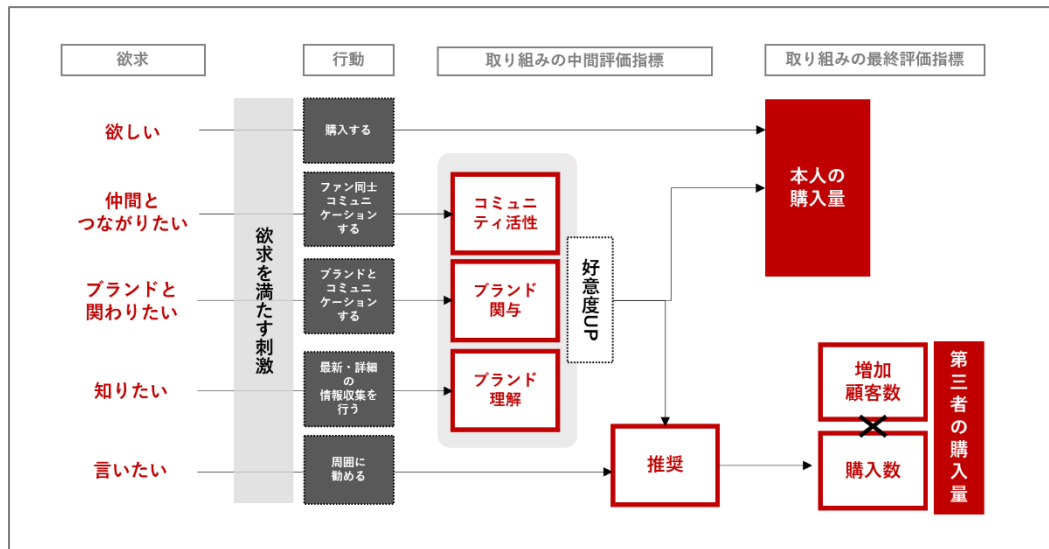 欲求
行動
取り組みの中間評価指標
取り組みの最終評価指標
欲しい
仲間と
つながりたい
ブランドと
関わりたい
知りたい
言いたい
欲求を満たす刺激
購入する
ファン同士
コミュニ
ケーション
する
ブランドと
コミュニ
ケーション
する
最新・詳細
の
情報収集を
行う
周囲に
勧める
コミュニ
ティ活性
ブランド
関与
ブランド
理解
好意度UP
推奨
本人の
購入量
増加
顧客数
購入数
第三者の購入量